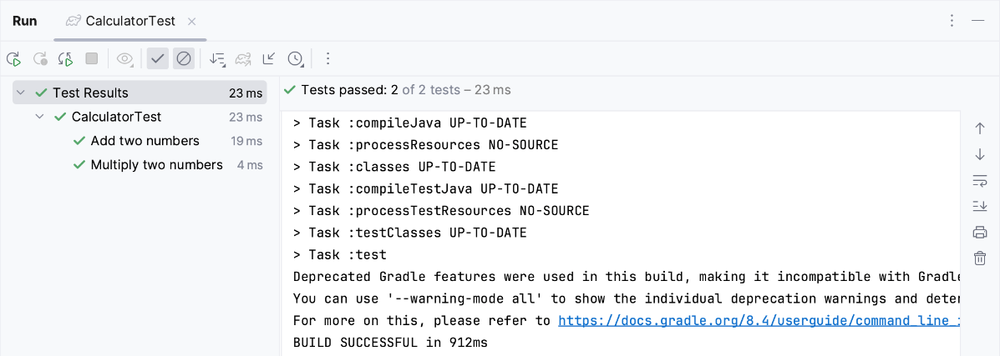 Run CalculatorTest
Test Results 23 ms
CalculatorTest 23 ms
Add two numbers 19 ms
Multiply two numbers 4 ms
Tests passed: 2 of 2 tests – 23 ms
> Task :compileJava UP-TO-DATE
> Task :processResources NO-SOURCE
> Task :classes UP-TO-DATE
> Task :compileTestJava UP-TO-DATE
> Task :processTestResources NO-SOURCE
> Task :testClasses UP-TO-DATE
> Task :test
Deprecated Gradle features were used in this build, making it incompatible with Gradle
You can use '--warning-mode all' to show the individual deprecation warnings and deter
For more on this, please refer to https://docs.gradle.org/8.4/userguide/command_line_
BUILD SUCCESSFUL in 912ms